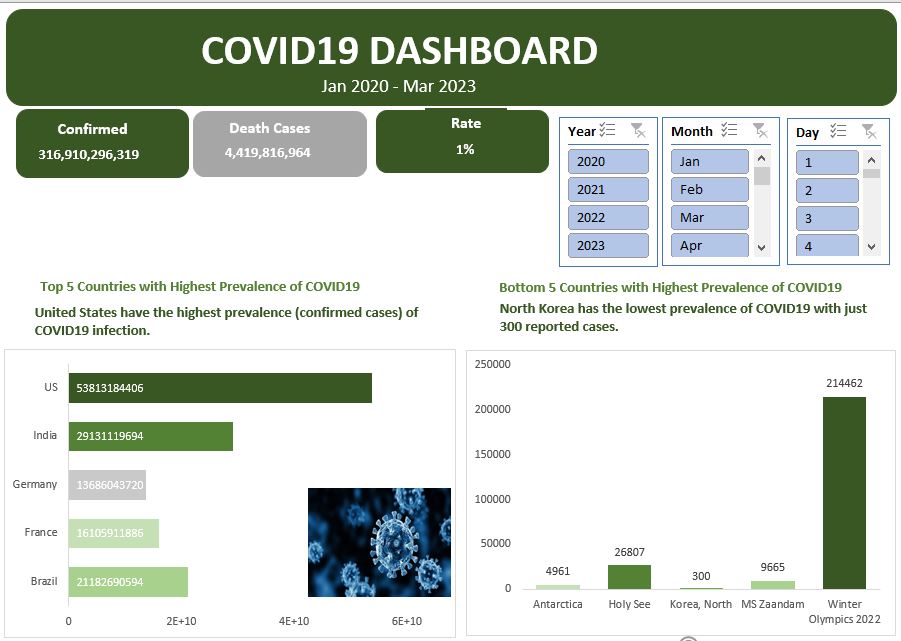 COVID19 DASHBOARD
Jan 2020 - Mar 2023
Confirmed
316,910,296,319
Death Cases
4,419,816,964
Rate
1%
Year
2020
2021
2022
2023
Month
Jan
Feb
Mar
Apr
Day
1
2
3
4
Top 5 Countries with Highest Prevalence of COVID19
United States have the highest prevalence (confirmed cases) of
COVID19 infection.
US
53813184406
India
29131119694
Germany
13686043720
France
16105911886
Brazil
21182690594
0
2E+10
4E+10
6E+10
Bottom 5 Countries with Highest Prevalence of COVID19
North Korea has the lowest prevalence of COVID19 with just
300 reported cases.
250000
200000
150000
100000
50000
0
4961
26807
300
9665
214462
Antarctica
Holy See
Korea, North
MS Zaandam
Winter
Olympics 2022